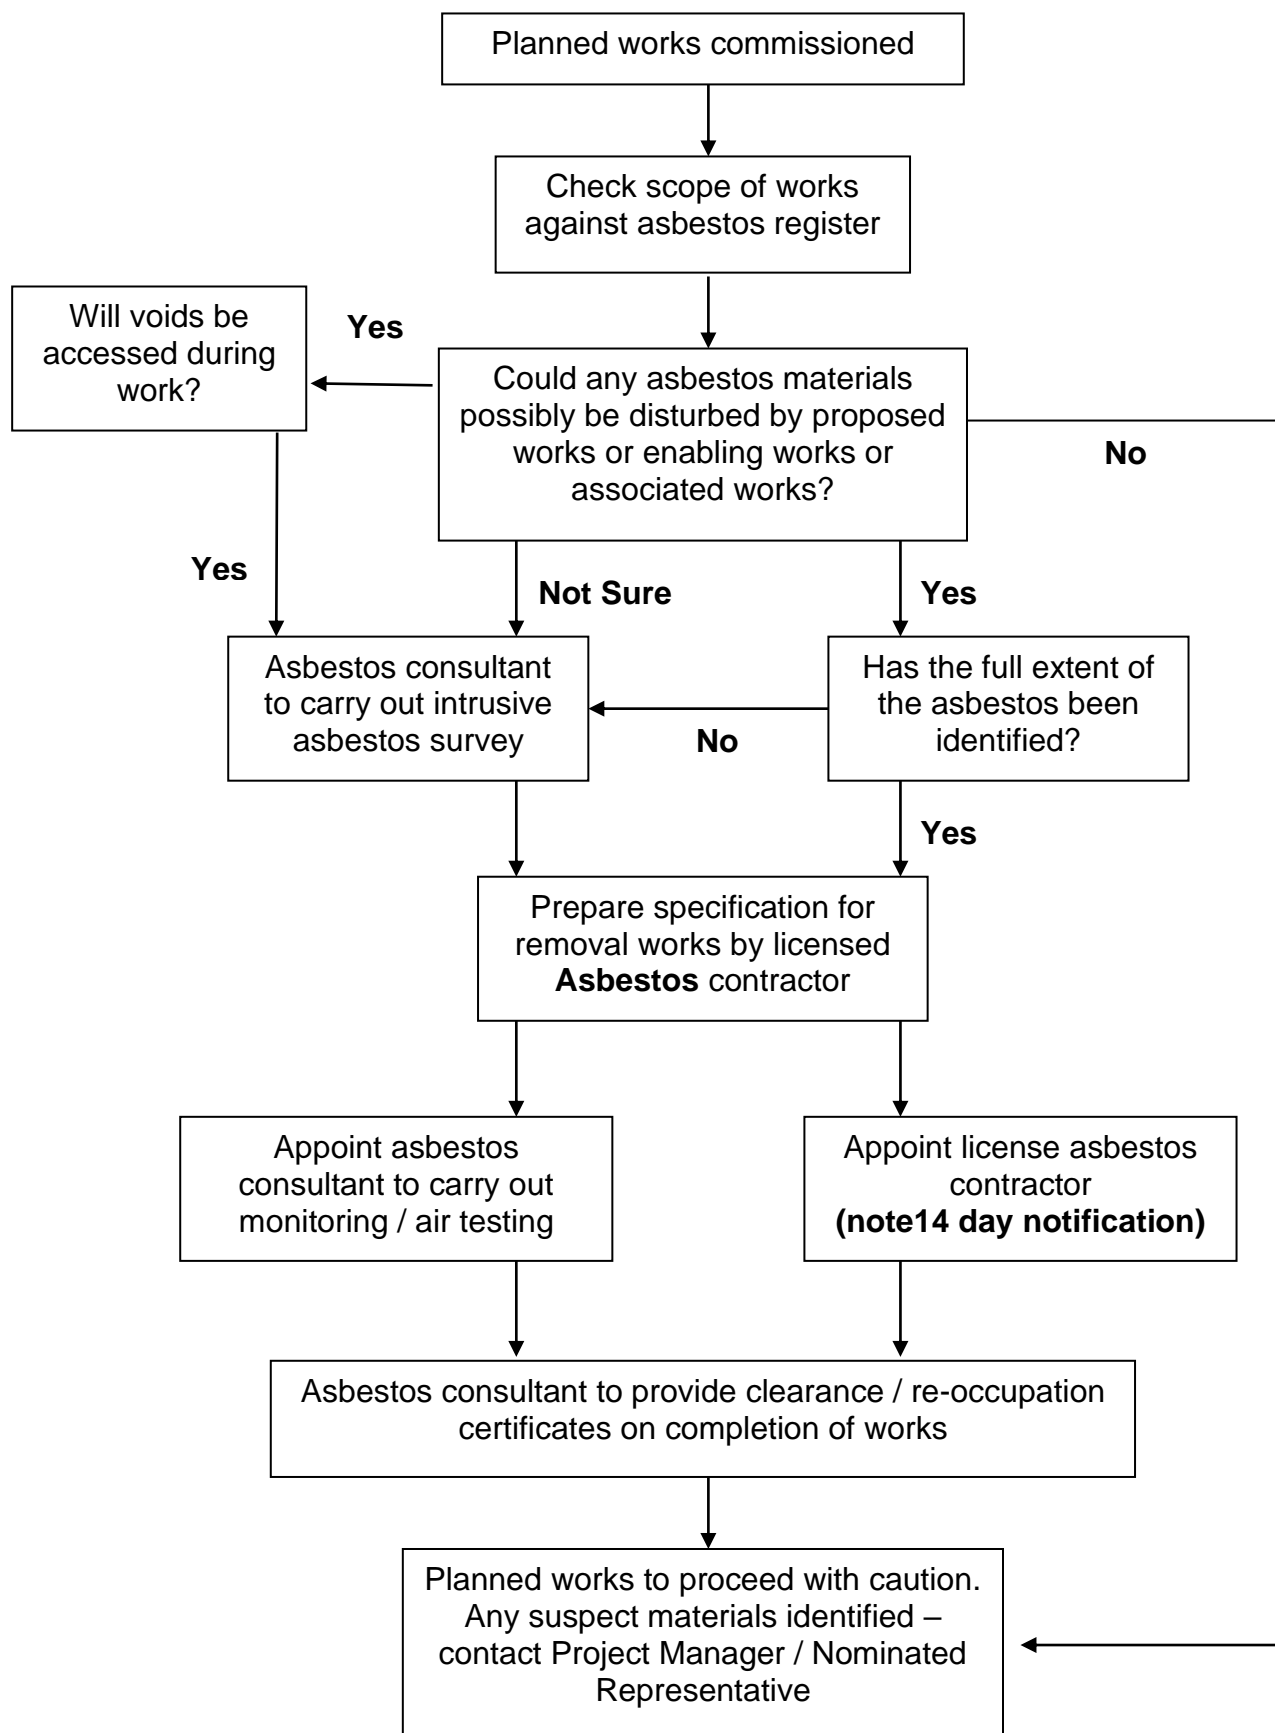 Planned works commissioned
Check scope of works
against asbestos register
Will voids be
accessed during
work?
Yes
Could any asbestos materials
possibly be disturbed by proposed
works or enabling works or
associated works?
No
Yes
Not Sure
Yes
Asbestos consultant
to carry out intrusive
asbestos survey
No
Has the full extent of
the asbestos been
identified?
Yes
Prepare specification for
removal works by licensed
Asbestos contractor
Appoint asbestos
consultant to carry out
monitoring / air testing
Appoint license asbestos
contractor
(note14 day notification)
Asbestos consultant to provide clearance / re-occupation
certificates on completion of works
Planned works to proceed with caution.
Any suspect materials identified –
contact Project Manager / Nominated
Representative